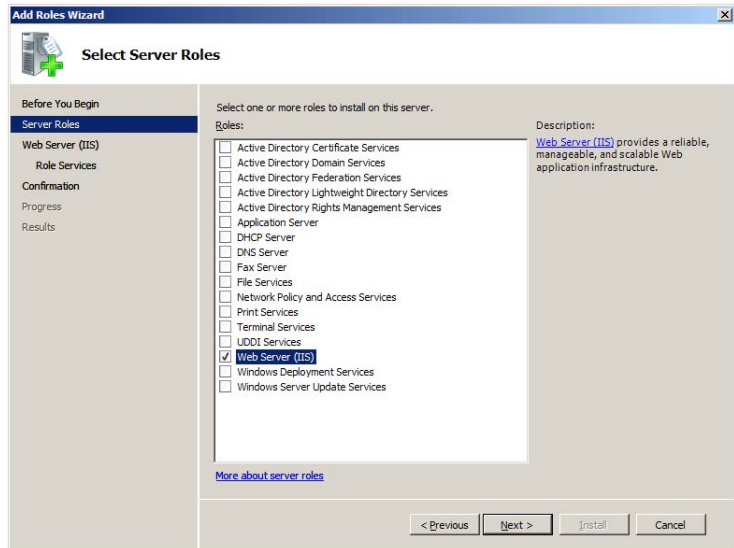 Add Roles Wizard
Select Server Roles
Before You Begin
Server Roles
Web Server (IIS)
Role Services
Confirmation
Progress
Results
Select one or more roles to install on this server.
Roles:
Active Directory Certificate Services
Active Directory Domain Services
Active Directory Federation Services
Active Directory Lightweight Directory Services
Active Directory Rights Management Services
Application Server
DHCP Server
DNS Server
Fax Server
File Services
Network Policy and Access Services
Print Services
Terminal Services
UDDI Services
Web Server (IIS)
Windows Deployment Services
Windows Server Update Services
More about server roles
Description:
Web Server (IIS) provides a reliable,
manageable, and scalable Web
application infrastructure.
< Previous
Next >
Install
Cancel